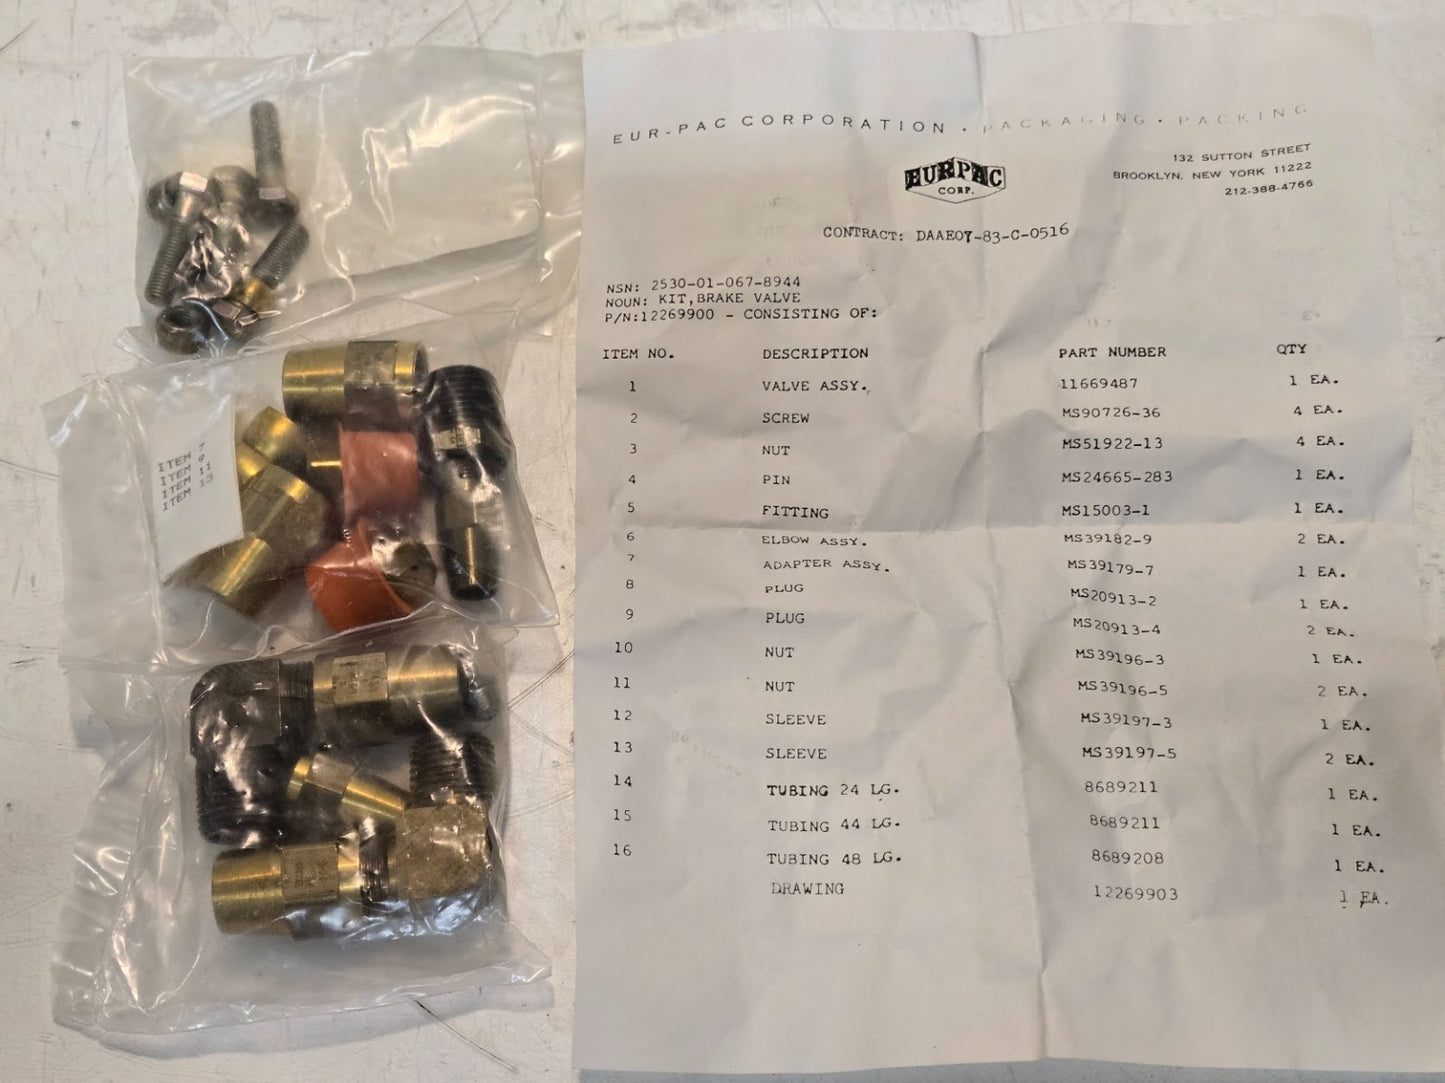 EUR-PAC CORPORATION · PACKAGING · PACKING
132 SUTTON STREET
BROOKLYN, NEW YORK 11222
212-388-4766
EURPAC
CORP.
CONTRACT: DAAE07-83-C-0516
NSN: 2530-01-067-8944
NOUN: KIT,BRAKE VALVE
P/N:12269900 - CONSISTING OF:
ITEM NO. DESCRIPTION PART NUMBER QTY
1 VALVE ASSY. 11669487 1 EA.
2 SCREW MS90726-36 4 EA.
3 NUT MS51922-13 4 EA.
4 PIN MS24665-283 1 EA.
5 FITTING MS15003-1 1 EA.
6 ELBOW ASSY. MS39182-9 2 EA.
7 ADAPTER ASSY. MS39179-7 1 EA.
8 PLUG MS20913-2 1 EA.
9 PLUG MS20913-4 2 EA.
10 NUT MS39196-3 1 EA.
11 NUT MS39196-5 2 EA.
12 SLEEVE MS39197-3 1 EA.
13 SLEEVE MS39197-5 2 EA.
14 TUBING 24 LG. 8689211 1 EA.
15 TUBING 44 LG. 8689211 1 EA.
16 TUBING 48 LG. 8689208 1 EA.
DRAWING 12269903 1 EA.
ITEM 7
ITEM 9
ITEM 11
ITEM 13